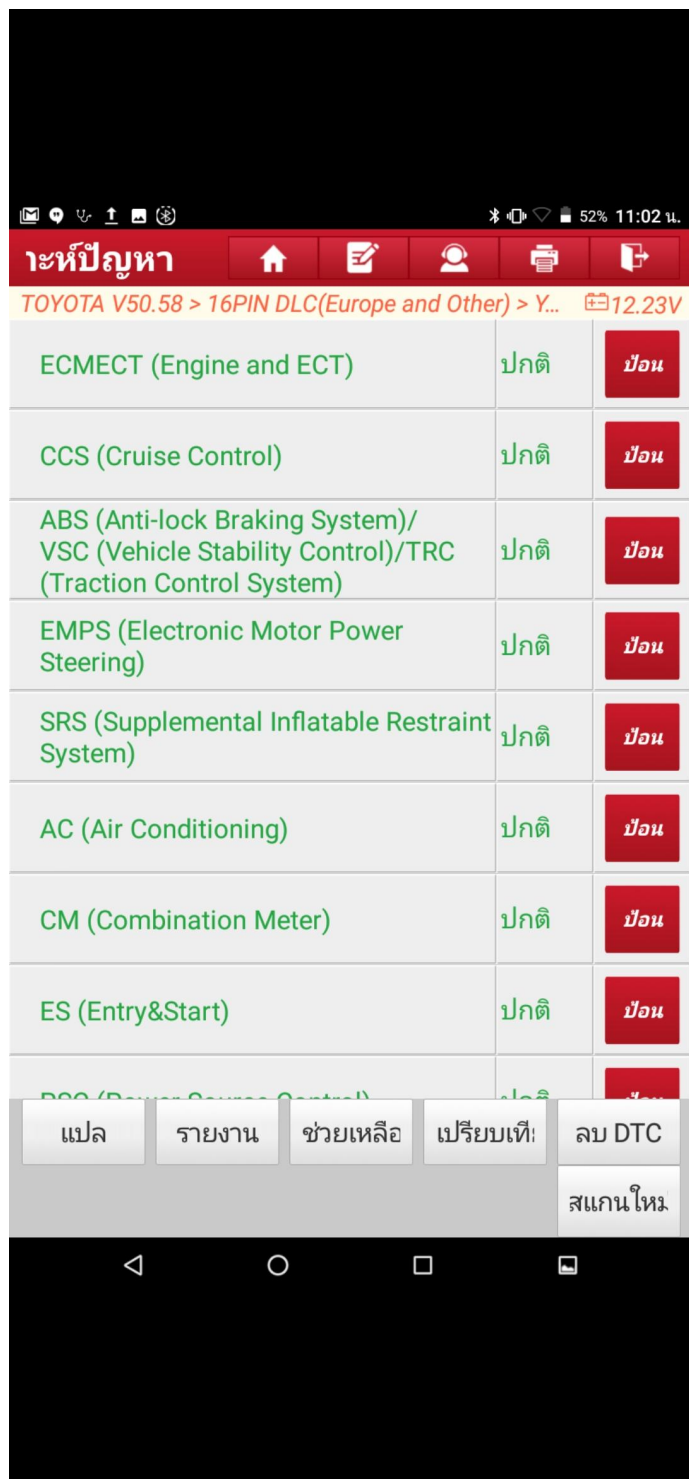 52% 11:02 น.
าะห์ปัญหา
TOYOTA V50.58 > 16PIN DLC(Europe and Other) > Y... 12.23V
ECMECT (Engine and ECT) ปกติ ป้อน
CCS (Cruise Control) ปกติ ป้อน
ABS (Anti-lock Braking System)/
VSC (Vehicle Stability Control)/TRC ปกติ ป้อน
(Traction Control System)
EMPS (Electronic Motor Power
Steering) ปกติ ป้อน
SRS (Supplemental Inflatable Restraint
System) ปกติ ป้อน
AC (Air Conditioning) ปกติ ป้อน
CM (Combination Meter) ปกติ ป้อน
ES (Entry&Start) ปกติ ป้อน
แปล รายงาน ช่วยเหลือ เปรียบเที ลบ DTC
สแกนใหม่